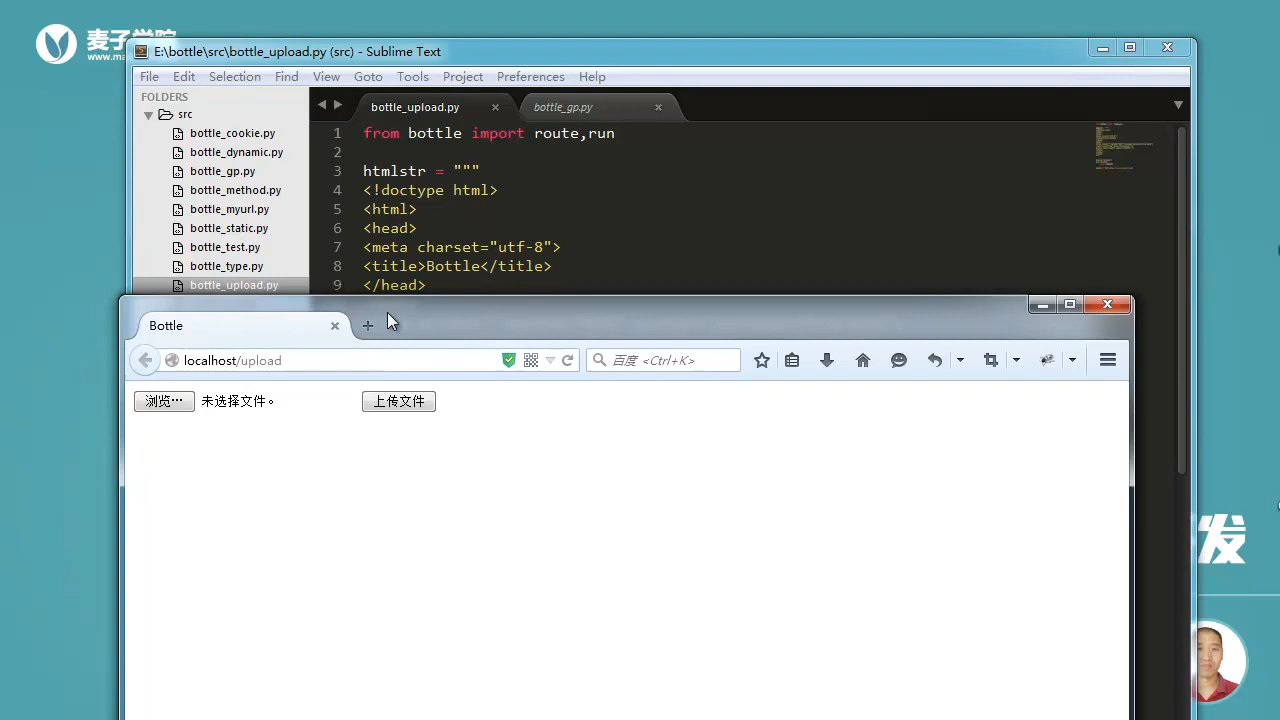 麦子学院
E:\bottle\src\bottle_upload.py (src) - Sublime Text
File Edit Selection Find View Goto Tools Project Preferences Help
FOLDERS
src
bottle_cookie.py
bottle_dynamic.py
bottle_gp.py
bottle_method.py
bottle_myurl.py
bottle_static.py
bottle_test.py
bottle_type.py
bottle_upload.py
bottle_upload.py bottle_gp.py
1 from bottle import route,run
2
3 htmlstr = """
4 <!doctype html>
5 <html>
6 <head>
7 <meta charset="utf-8">
8 <title>Bottle</title>
9 </head>
Bottle
localhost/upload
百度 <Ctrl+K>
浏览… 未选择文件。 上传文件
发